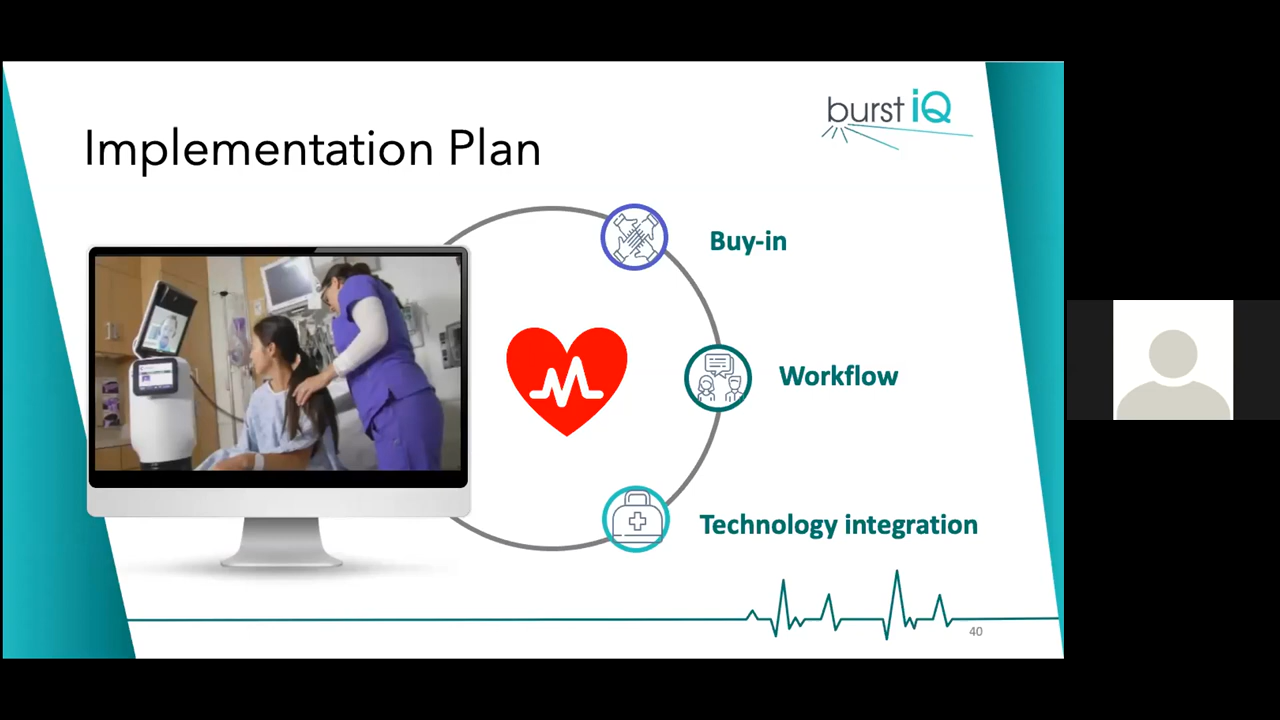 burst iQ
Implementation Plan
Buy-in
Workflow
Technology integration
40